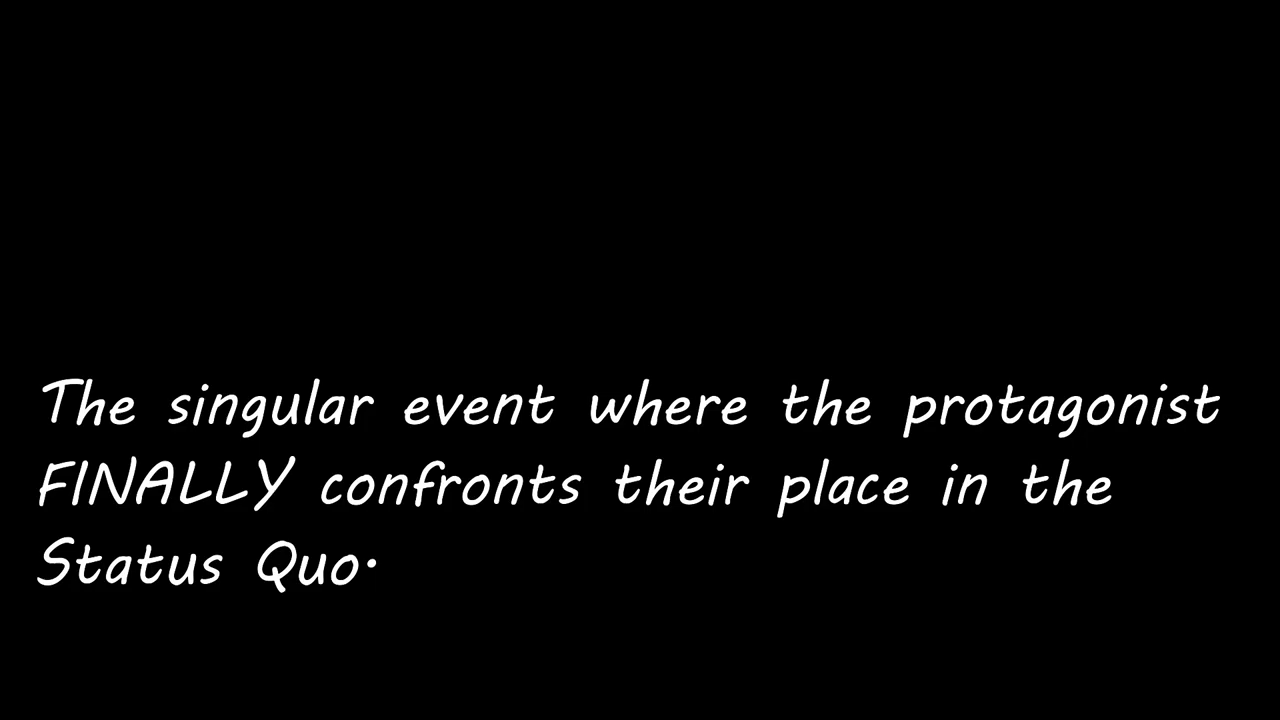 The singular event where the protagonist
FINALLY confronts their place in the
Status Quo.